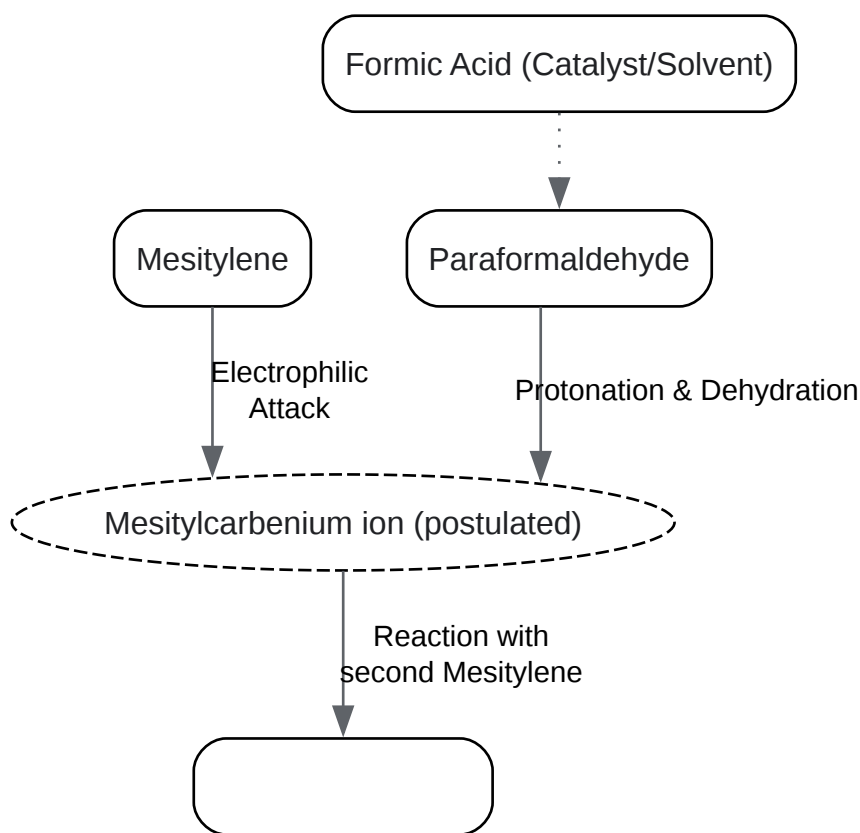 Formic Acid (Catalyst/Solvent)
Mesitylene
Paraformaldehyde
Electrophilic
Attack
Protonation & Dehydration
Mesitylcarbenium ion (postulated)
Reaction with
second Mesitylene